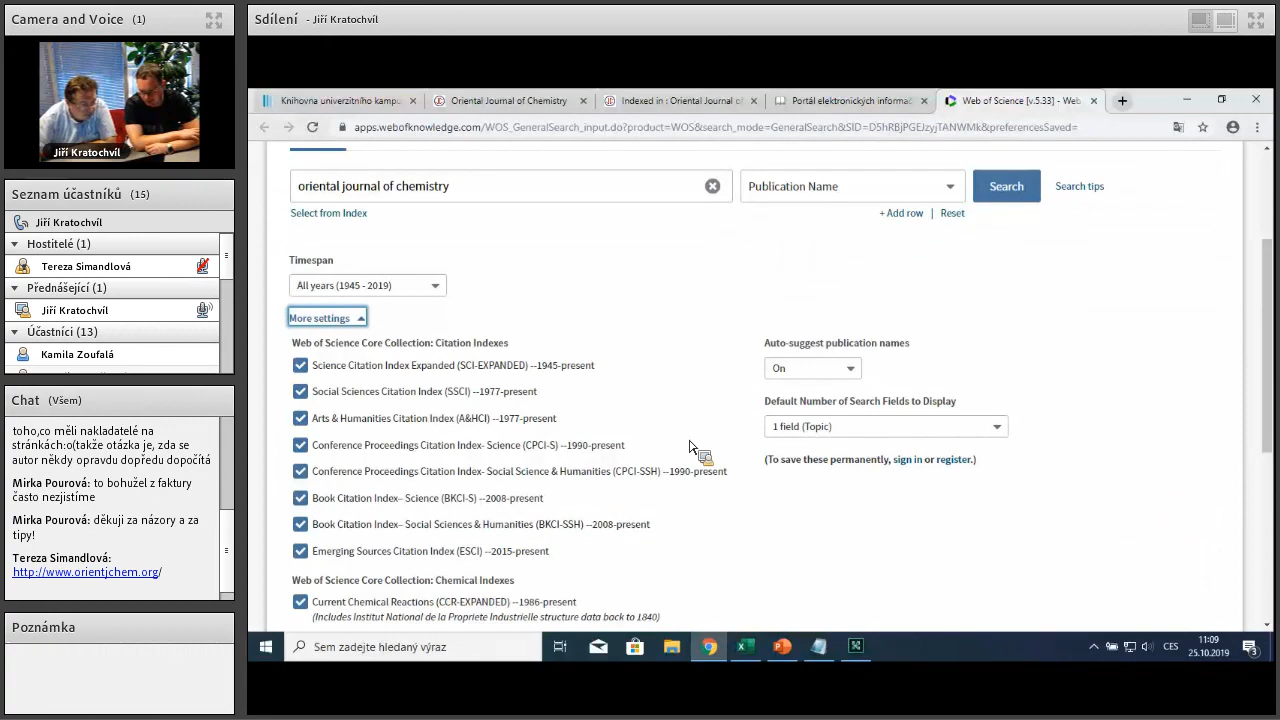 Camera and Voice (1)
Jiří Kratochvíl
Seznam účastníků (15)
Jiří Kratochvíl
Hostitelé (1)
Tereza Simandlová
Přednášející (1)
Jiří Kratochvíl
Účastníci (13)
Kamila Zoufalá
Chat (Všem)
toho,co měli nakladatelé na
stránkách:o(takže otázka je, zda se
autor někdy opravdu dopředu dopočítá
Mirka Pourová: to bohužel z faktury
často nezjistíme
Mirka Pourová: děkuji za názory a za
tipy!
Tereza Simandlová:
http://www.orientjchem.org/
Poznámka
Sdílení - Jiří Kratochvíl
Knihovna univerzitního kampu
Oriental Journal of Chemistry
Indexed in : Oriental Journal o
Portál elektronických informač
Web of Science [v.5.33] - Web
apps.webofknowledge.com/WOS_GeneralSearch_input.do?product=WOS&search_mode=GeneralSearch&SID=D5hRBjPGEJzyjTANWMk&preferencesSaved=
oriental journal of chemistry
Publication Name
Search
Search tips
Select from Index
+ Add row | Reset
Timespan
All years (1945 - 2019)
More settings
Web of Science Core Collection: Citation Indexes
Science Citation Index Expanded (SCI-EXPANDED) --1945-present
Social Sciences Citation Index (SSCI) --1977-present
Arts & Humanities Citation Index (A&HCI) --1977-present
Conference Proceedings Citation Index- Science (CPCI-S) --1990-present
Conference Proceedings Citation Index- Social Science & Humanities (CPCI-SSH) --1990-present
Book Citation Index– Science (BKCI-S) --2008-present
Book Citation Index– Social Sciences & Humanities (BKCI-SSH) --2008-present
Emerging Sources Citation Index (ESCI) --2015-present
Web of Science Core Collection: Chemical Indexes
Current Chemical Reactions (CCR-EXPANDED) --1986-present
(Includes Institut National de la Propriete Industrielle structure data back to 1840)
Auto-suggest publication names
On
Default Number of Search Fields to Display
1 field (Topic)
(To save these permanently, sign in or register.)
Sem zadejte hledaný výraz
CES
11:09
25.10.2019
3